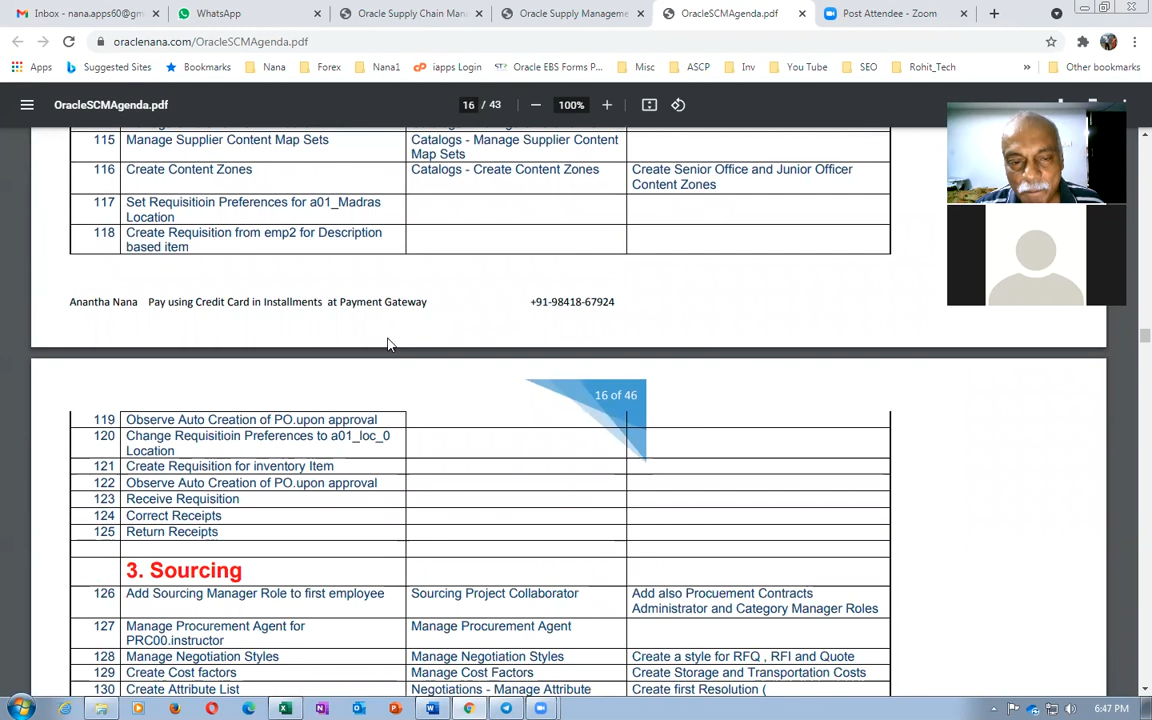 Inbox - nana.apps60@gm
WhatsApp
Oracle Supply Chain Man
Oracle Supply Manageme
OracleSCMAgenda.pdf
Post Attendee - Zoom
oraclenana.com/OracleSCMAgenda.pdf
Apps
Suggested Sites
Bookmarks
Nana
Forex
Nana1
iapps Login
Oracle EBS Forms P...
Misc
ASCP
Inv
You Tube
SEO
Rohit_Tech
»
Other bookmarks
OracleSCMAgenda.pdf
16 / 43
100%
115 Manage Supplier Content Map Sets Catalogs - Manage Supplier Content
Map Sets
116 Create Content Zones Catalogs - Create Content Zones Create Senior Office and Junior Officer
Content Zones
117 Set Requisitioin Preferences for a01_Madras
Location
118 Create Requisition from emp2 for Description
based item
Anantha Nana Pay using Credit Card in Installments at Payment Gateway +91-98418-67924
16 of 46
119 Observe Auto Creation of PO.upon approval
120 Change Requisitioin Preferences to a01_loc_0
Location
121 Create Requisition for inventory Item
122 Observe Auto Creation of PO.upon approval
123 Receive Requisition
124 Correct Receipts
125 Return Receipts
3. Sourcing
126 Add Sourcing Manager Role to first employee Sourcing Project Collaborator Add also Procuement Contracts
Administrator and Category Manager Roles
127 Manage Procurement Agent for Manage Procurement Agent
PRC00.instructor
128 Manage Negotiation Styles Manage Negotiation Styles Create a style for RFQ , RFI and Quote
129 Create Cost factors Manage Cost Factors Create Storage and Transportation Costs
130 Create Attribute List Negotiations - Manage Attribute Create first Resolution (
6:47 PM